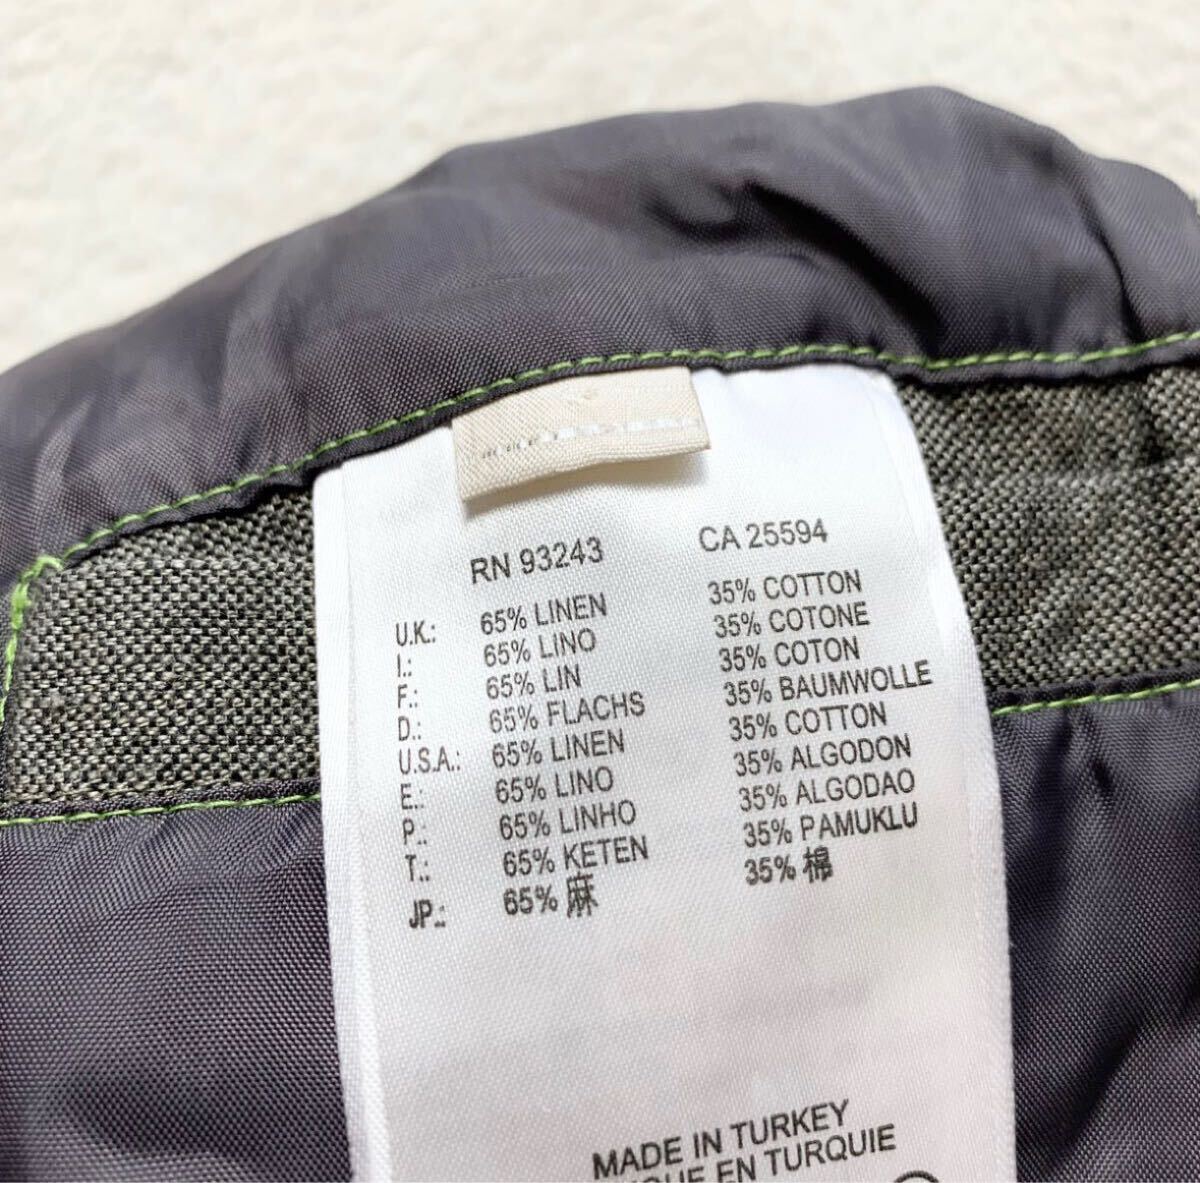 RN 93243 CA 25594
U.K.: 65% LINEN 35% COTTON
I.: 65% LINO 35% COTONE
F.: 65% LIN 35% COTON
D.: 65% FLACHS 35% BAUMWOLLE
U.S.A.: 65% LINEN 35% COTTON
E.: 65% LINO 35% ALGODON
P.: 65% LINHO 35% ALGODAO
T.: 65% KETEN 35% PAMUKLU
JP.: 65% 麻 35% 棉
MADE IN TURKEY
EN TURQUIE